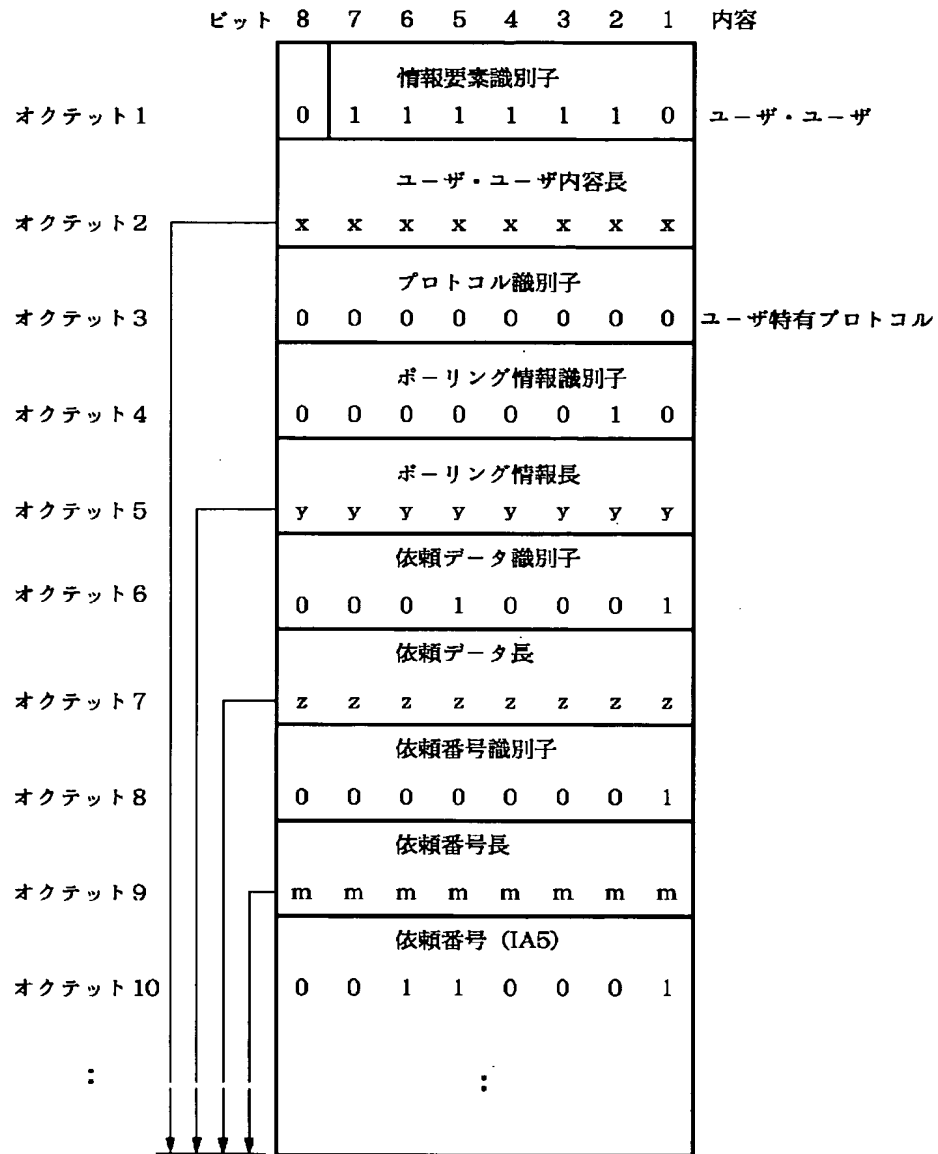 ビット 8 7 6 5 4 3 2 1 内容
情報要素識別子
オクテット1 0 1 1 1 1 1 1 0 ユーザ・ユーザ
ユーザ・ユーザ内容長
オクテット2 x x x x x x x x
プロトコル識別子
オクテット3 0 0 0 0 0 0 0 0 ユーザ特有プロトコル
ポーリング情報識別子
オクテット4 0 0 0 0 0 0 1 0
ポーリング情報長
オクテット5 y y y y y y y y
依頼データ識別子
オクテット6 0 0 0 1 0 0 0 1
依頼データ長
オクテット7 z z z z z z z z
依頼番号識別子
オクテット8 0 0 0 0 0 0 0 1
依頼番号長
オクテット9 m m m m m m m m
依頼番号 (IA5)
オクテット10 0 0 1 1 0 0 0 1
: :